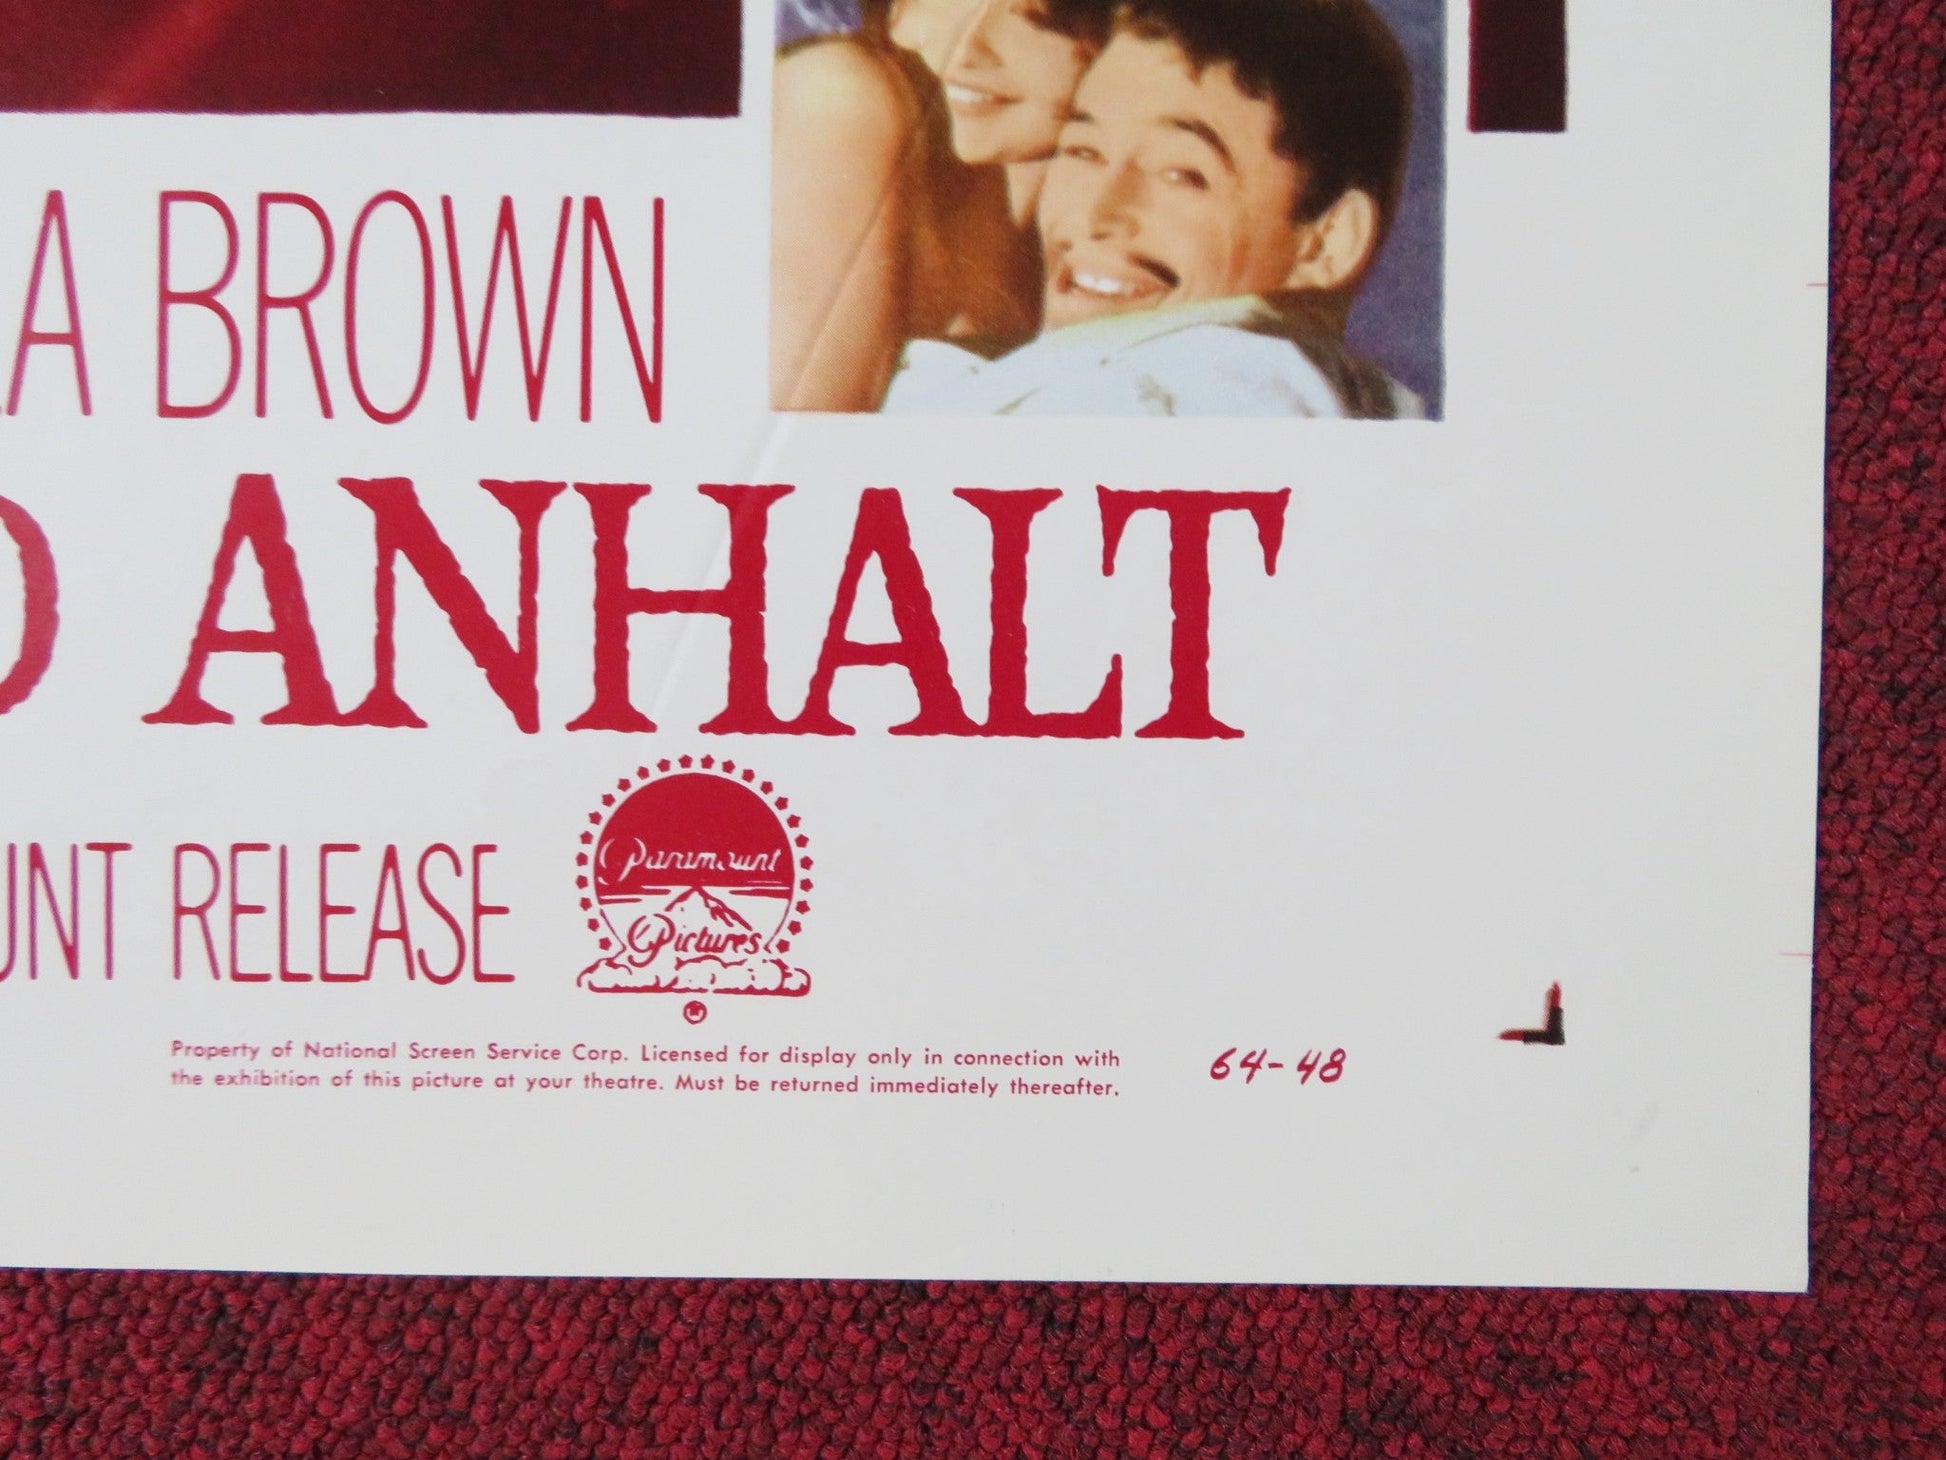 A BROWN
D ANHALT
UNT RELEASE
Paramount
Pictures
Property of National Screen Service Corp. Licensed for display only in connection with
the exhibition of this picture at your theatre. Must be returned immediately thereafter.
64-48